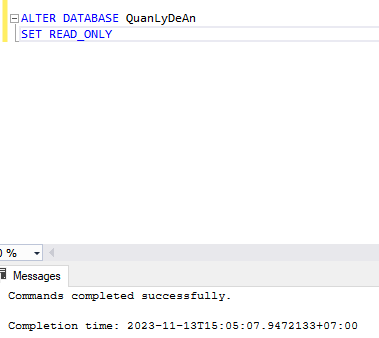 ALTER DATABASE QuanLyDeAn
SET READ_ONLY
0 %
Messages
Commands completed successfully.
Completion time: 2023-11-13T15:05:07.9472133+07:00